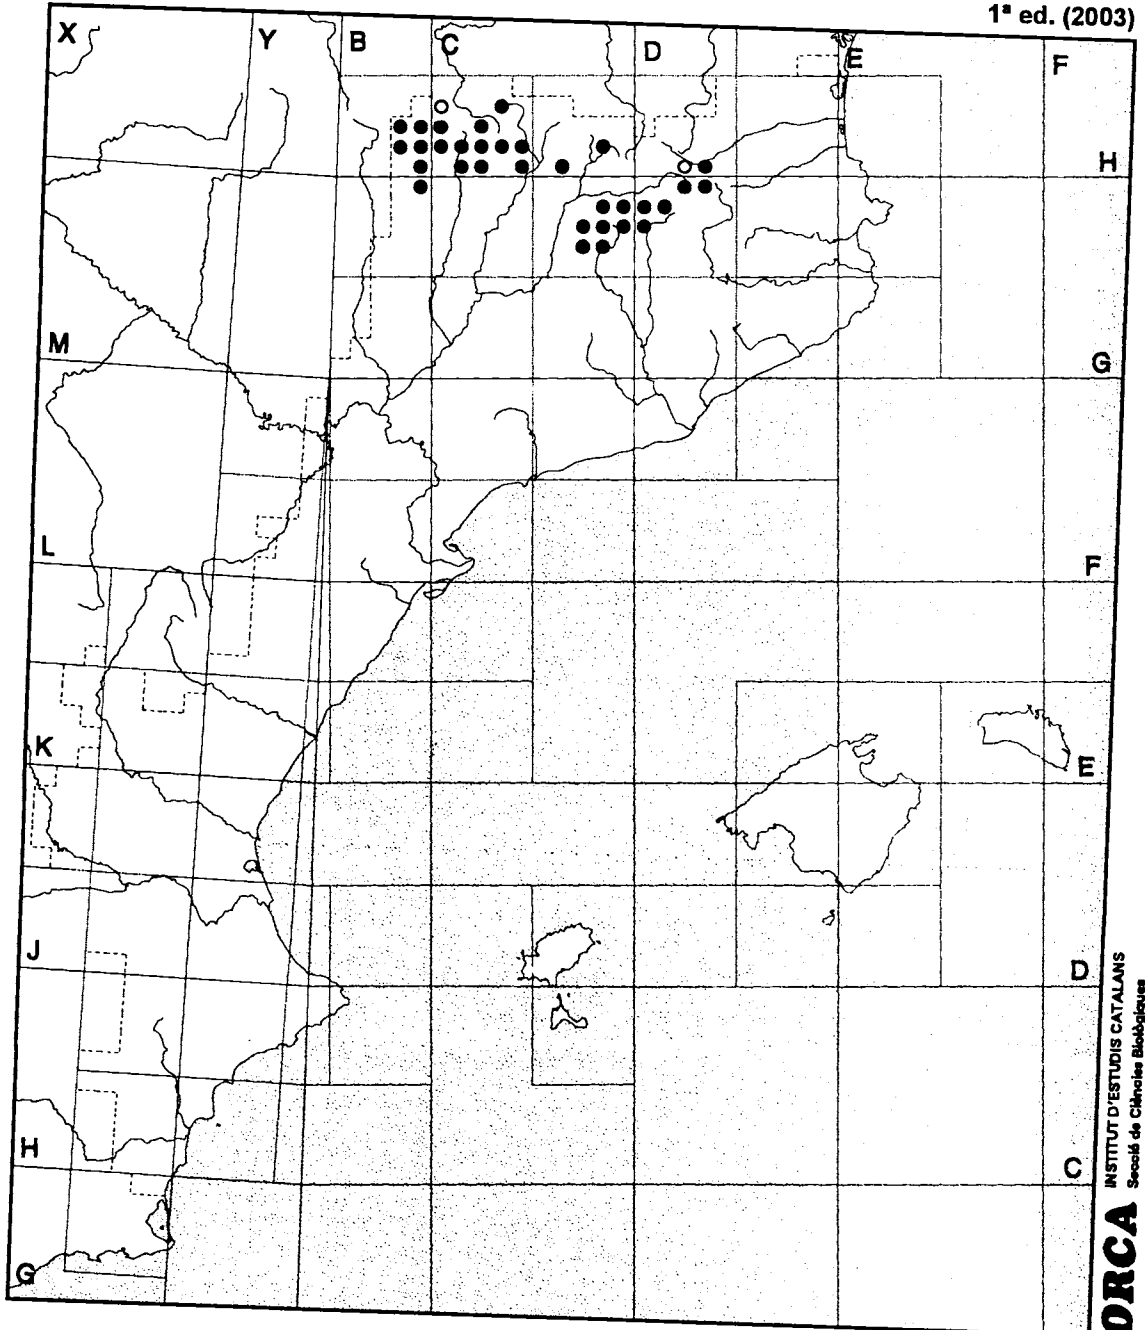 1ª ed. (2003)
X
Y
B
C
D
E
F
H
M
G
L
F
K
E
J
D
H
C
G
INSTITUT D'ESTUDIS CATALANS
Secció de Ciències Biològiques
ORCA